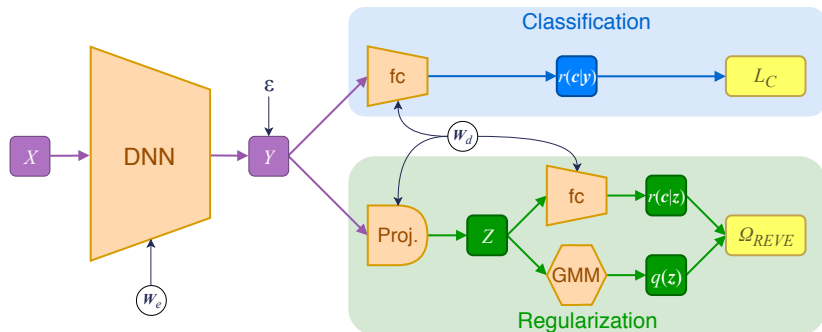 Classification
fc
r(c|y)
L_C
ε
X
DNN
Y
W_d
W_e
Proj.
Z
fc
r(c|z)
GMM
q(z)
Ω_REVE
Regularization